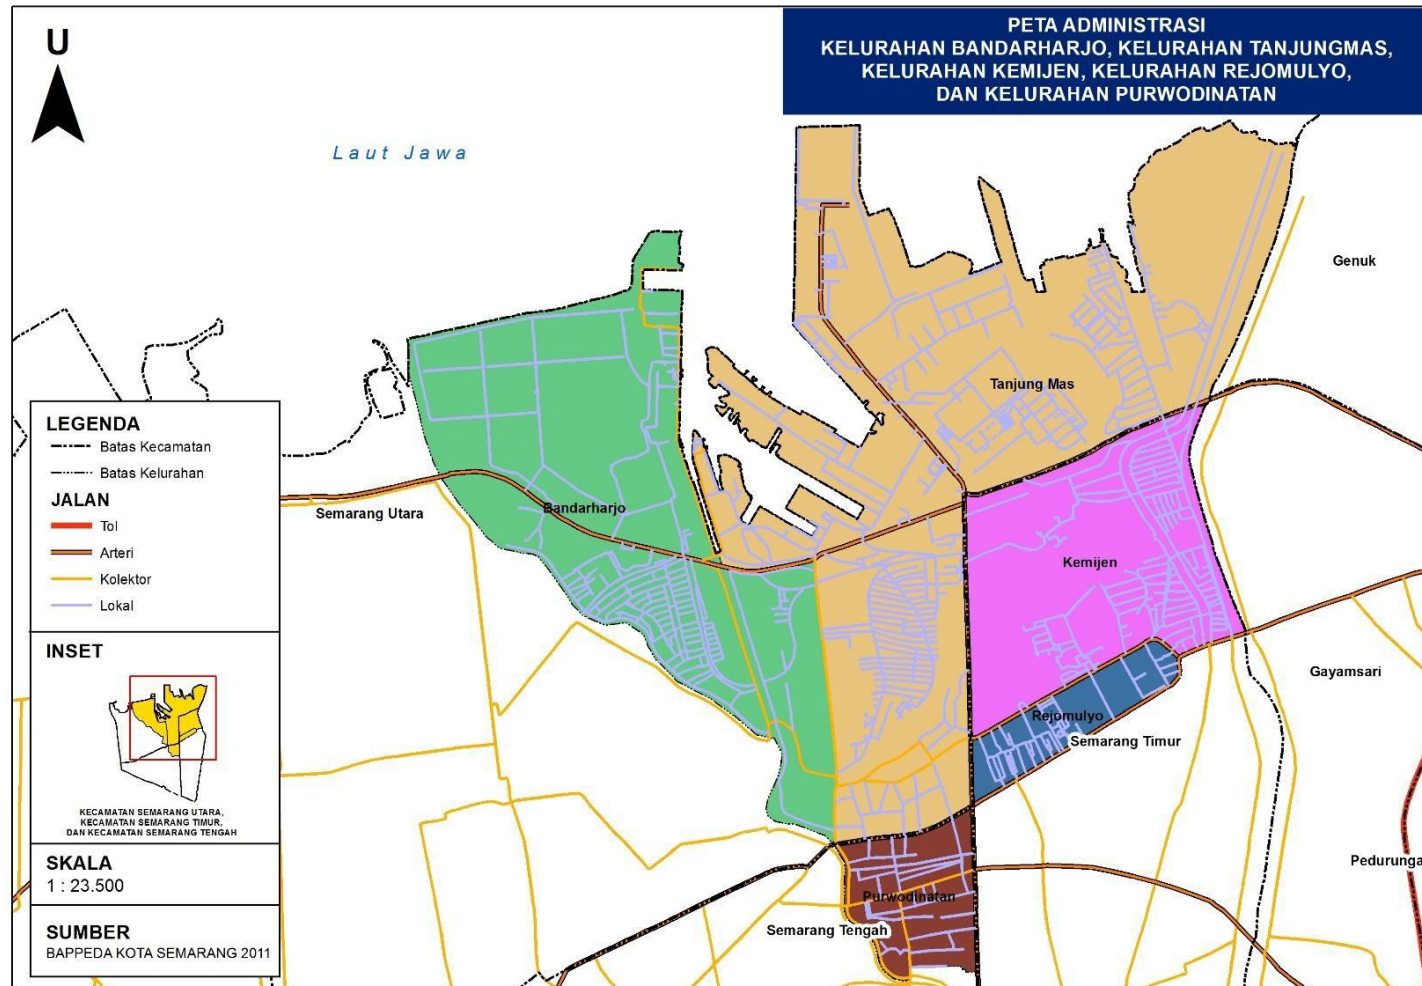 PETA ADMINISTRASI
KELURAHAN BANDARHARJO, KELURAHAN TANJUNGMAS,
KELURAHAN KEMIJEN, KELURAHAN REJOMULYO,
DAN KELURAHAN PURWODINATAN
U
Laut Jawa
Genuk
Tanjung Mas
Semarang Utara
Bandarharjo
Kemijen
Gayamsari
Rejomulyo
Semarang Timur
Pedurunga
Purwodinatan
Semarang Tengah
LEGENDA
Batas Kecamatan
Batas Kelurahan
JALAN
Tol
Arteri
Kolektor
Lokal
INSET
KECAMATAN SEMARANG UTARA,
KECAMATAN SEMARANG TIMUR,
DAN KECAMATAN SEMARANG TENGAH
SKALA
1 : 23.500
SUMBER
BAPPEDA KOTA SEMARANG 2011